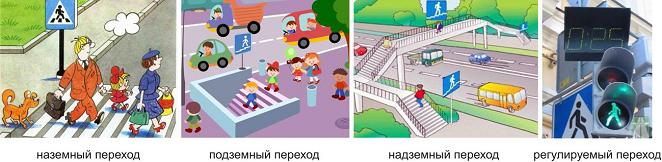 0:25
наземный переход
подземный переход
надземный переход
регулируемый переход